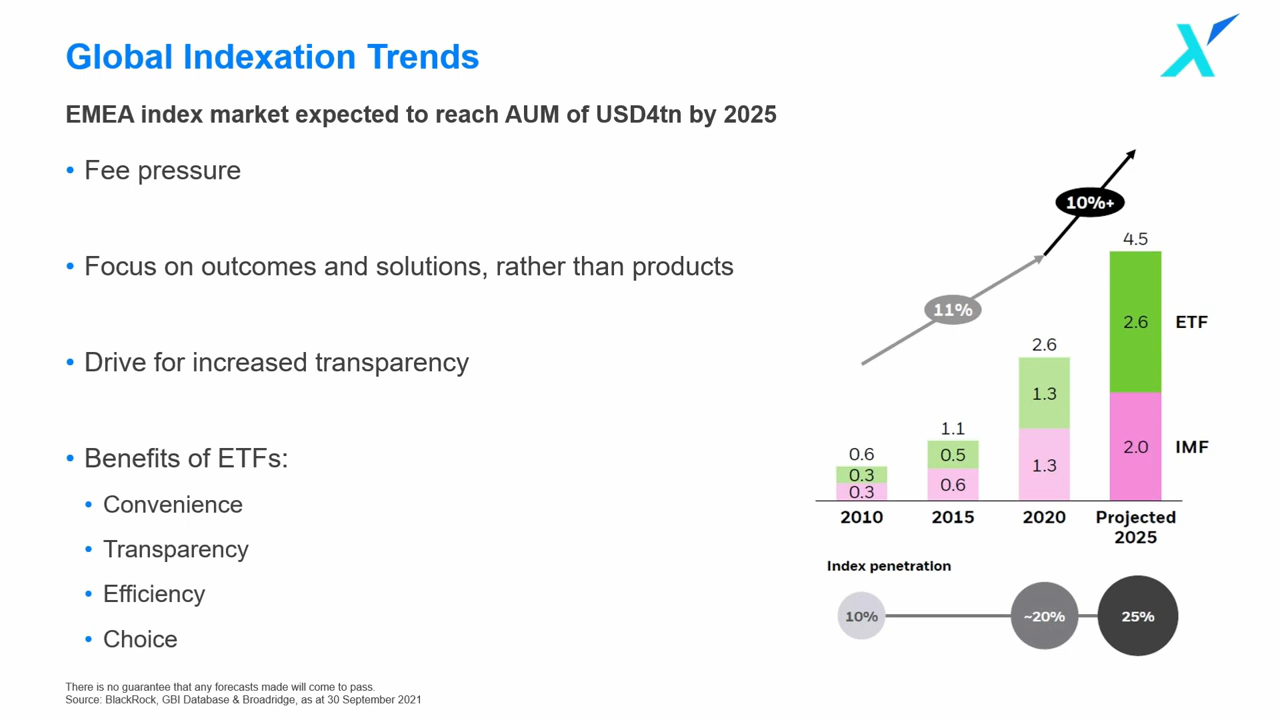 Global Indexation Trends
EMEA index market expected to reach AUM of USD4tn by 2025
• Fee pressure
• Focus on outcomes and solutions, rather than products
• Drive for increased transparency
• Benefits of ETFs:
• Convenience
• Transparency
• Efficiency
• Choice
10%+
11%
4.5
2.6
ETF
2.0
IMF
2.6
1.3
1.3
1.1
0.5
0.6
0.6
0.3
0.3
2010 2015 2020 Projected
2025
Index penetration
10% ~20% 25%
There is no guarantee that any forecasts made will come to pass.
Source: BlackRock, GBI Database & Broadridge, as at 30 September 2021